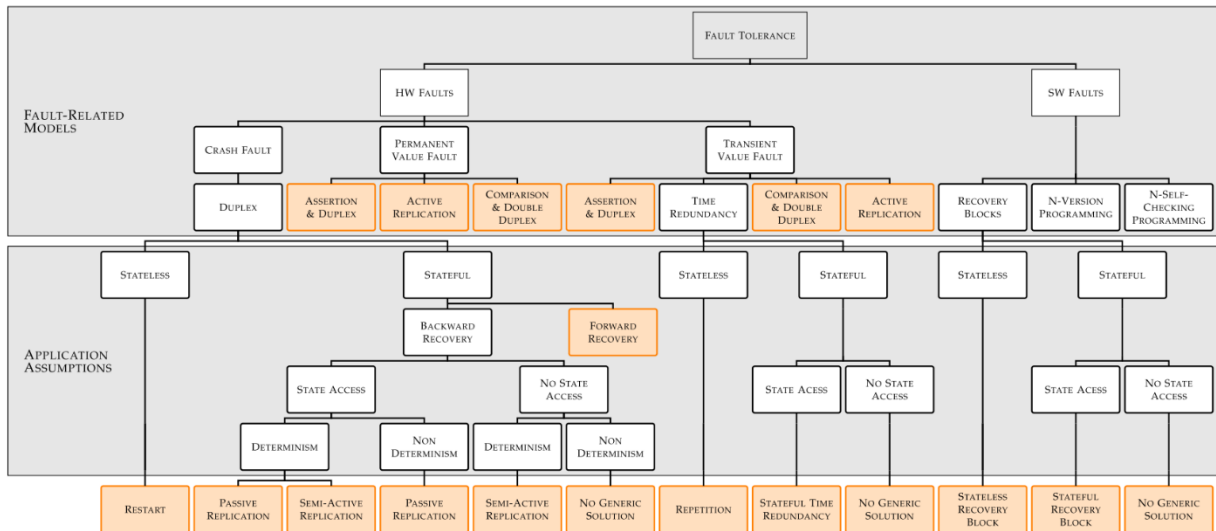 FAULT TOLERANCE
HW FAULTS
SW FAULTS
FAULT-RELATED
MODELS
CRASH FAULT
PERMANENT
VALUE FAULT
TRANSIENT
VALUE FAULT
DUPLEX
ASSERTION
& DUPLEX
ACTIVE
REPLICATION
COMPARISON
& DOUBLE
DUPLEX
ASSERTION
& DUPLEX
TIME
REDUNDANCY
COMPARISON
& DOUBLE
DUPLEX
ACTIVE
REPLICATION
RECOVERY
BLOCKS
N-VERSION
PROGRAMMING
N-SELF-
CHECKING
PROGRAMMING
STATELESS
STATEFUL
STATELESS
STATEFUL
STATELESS
STATEFUL
BACKWARD
RECOVERY
FORWARD
RECOVERY
APPLICATION
ASSUMPTIONS
STATE ACCESS
NO STATE
ACCESS
STATE ACESS
NO STATE
ACCESS
STATE ACESS
NO STATE
ACCESS
DETERMINISM
NON
DETERMINISM
DETERMINISM
NON
DETERMINISM
RESTART
PASSIVE
REPLICATION
SEMI-ACTIVE
REPLICATION
PASSIVE
REPLICATION
SEMI-ACTIVE
REPLICATION
NO GENERIC
SOLUTION
REPETITION
STATEFUL TIME
REDUNDANCY
NO GENERIC
SOLUTION
STATELESS
RECOVERY
BLOCK
STATEFUL
RECOVERY
BLOCK
NO GENERIC
SOLUTION